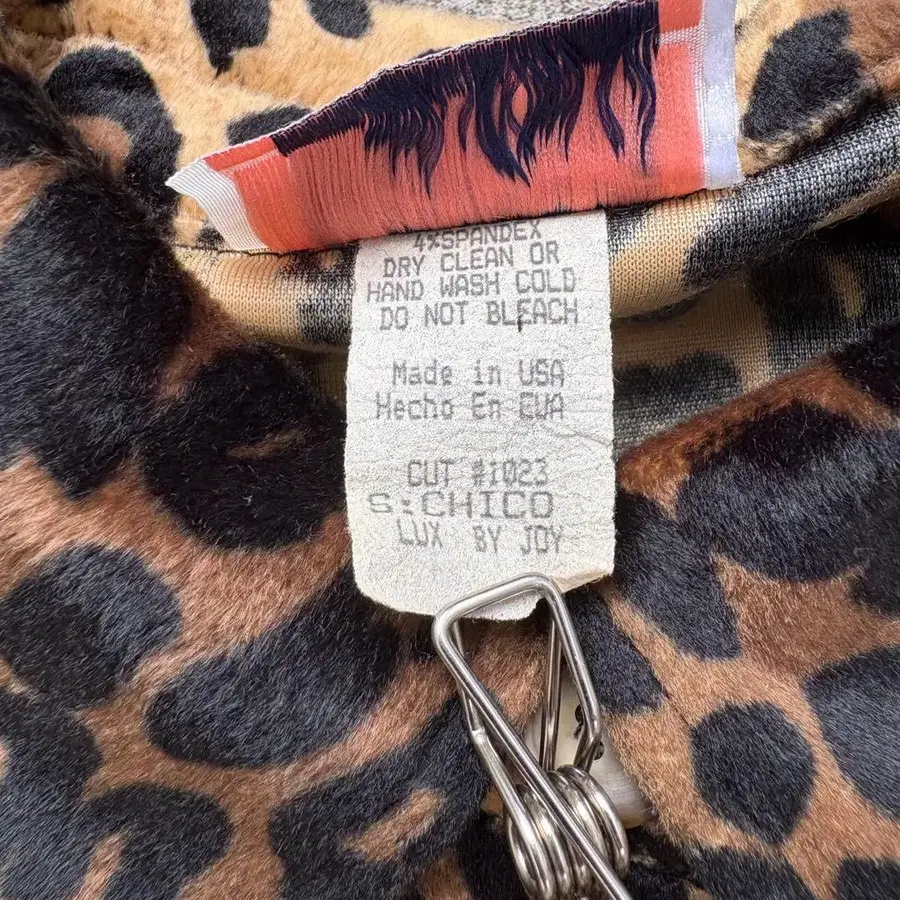 4%SPANDEX
DRY CLEAN OR
HAND WASH COLD
DO NOT BLEACH
Made in USA
Hecho En EUA
CUT #1023
S:CHICO
LUX BY JOY